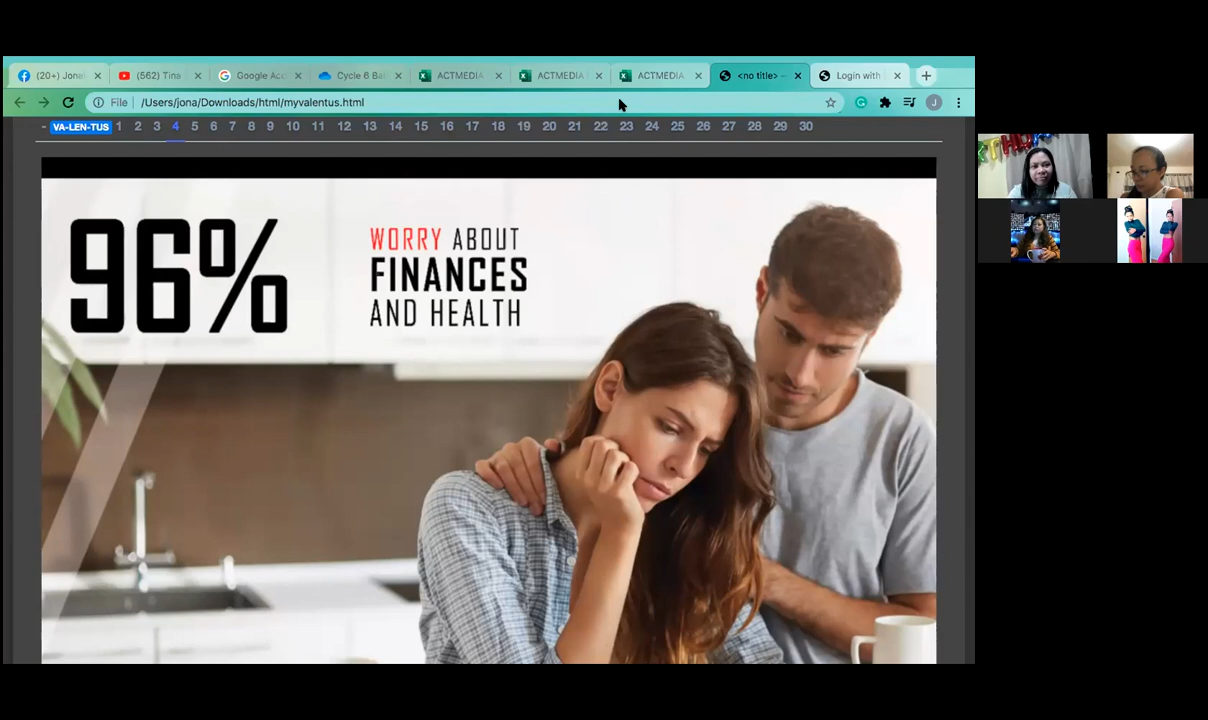 (20+) Jone
(562) Tina
Google Acc
Cycle 6 Bal
ACTMEDIA
ACTMEDIA
ACTMEDIA
<no title> –
Login with
File /Users/jona/Downloads/html/myvalentus.html
J
- VA-LEN-TUS 1 2 3 4 5 6 7 8 9 10 11 12 13 14 15 16 17 18 19 20 21 22 23 24 25 26 27 28 29 30
96%
WORRY ABOUT
FINANCES
AND HEALTH